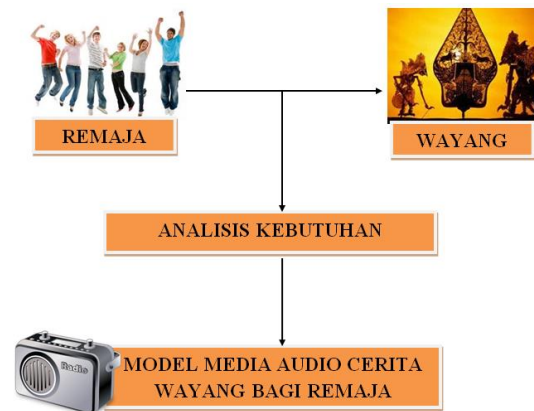 REMAJA
WAYANG
ANALISIS KEBUTUHAN
Radio
MODEL MEDIA AUDIO CERITA
WAYANG BAGI REMAJA